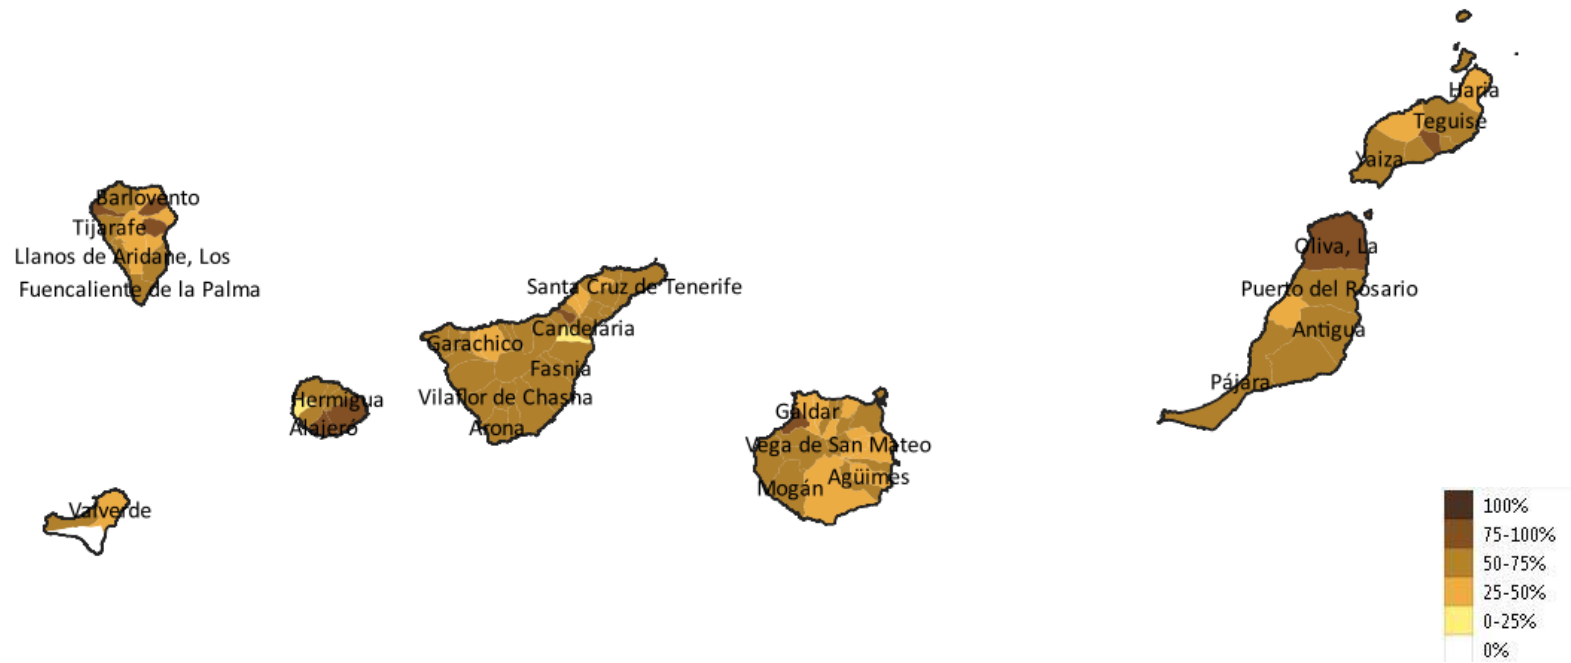 Haria
Teguise
Yaiza
Barlovento
Tijarafe
Llanos de Aridane, Los
Fuencaliente de la Palma
Oliva, La
Santa Cruz de Tenerife
Puerto del Rosario
Candelaria
Antigua
Garachico
Fasnia
Pájara
Vilaflor de Chasna
Hermigua
Alajeró
Arona
Gáldar
Vega de San Mateo
Agüimes
Mogán
Valverde
100%
75-100%
50-75%
25-50%
0-25%
0%